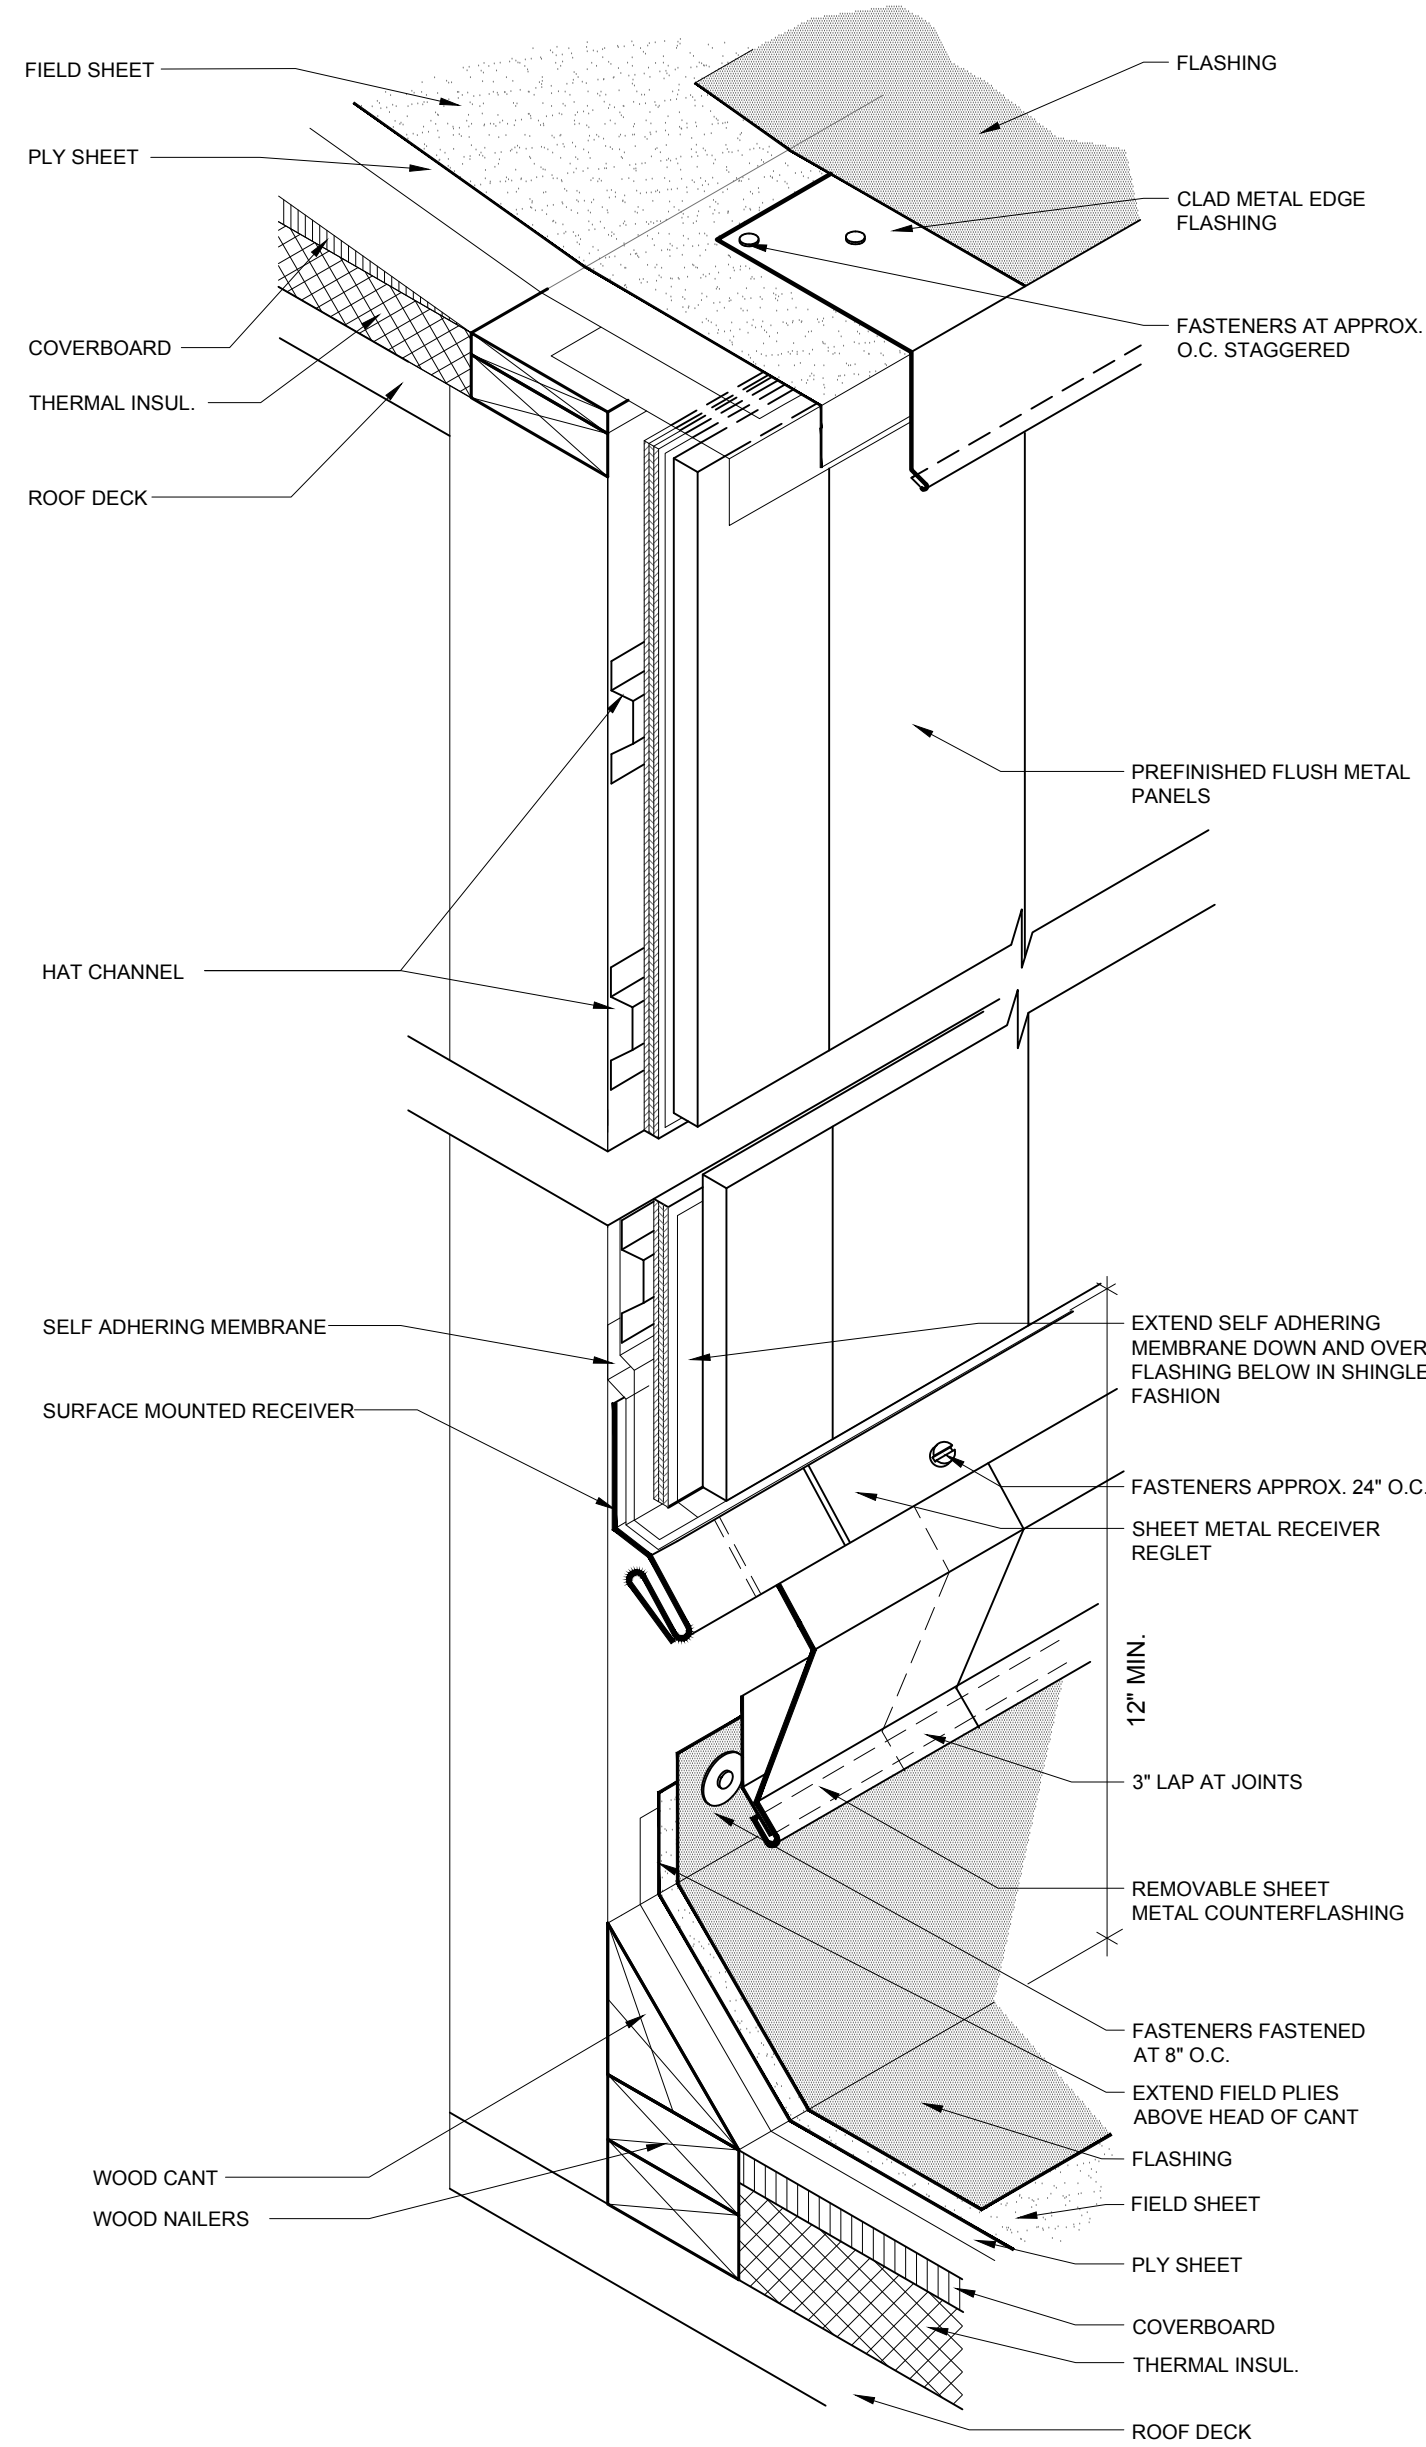 FIELD SHEET
PLY SHEET
COVERBOARD
THERMAL INSUL.
ROOF DECK
HAT CHANNEL
SELF ADHERING MEMBRANE
SURFACE MOUNTED RECEIVER
WOOD CANT
WOOD NAILERS
FLASHING
CLAD METAL EDGE
FLASHING
FASTENERS AT APPROX.
O.C. STAGGERED
PREFINISHED FLUSH METAL
PANELS
EXTEND SELF ADHERING
MEMBRANE DOWN AND OVER
FLASHING BELOW IN SHINGLE
FASHION
FASTENERS APPROX. 24" O.C.
SHEET METAL RECEIVER
REGLET
12" MIN.
3" LAP AT JOINTS
REMOVABLE SHEET
METAL COUNTERFLASHING
FASTENERS FASTENED
AT 8" O.C.
EXTEND FIELD PLIES
ABOVE HEAD OF CANT
FLASHING
FIELD SHEET
PLY SHEET
COVERBOARD
THERMAL INSUL.
ROOF DECK